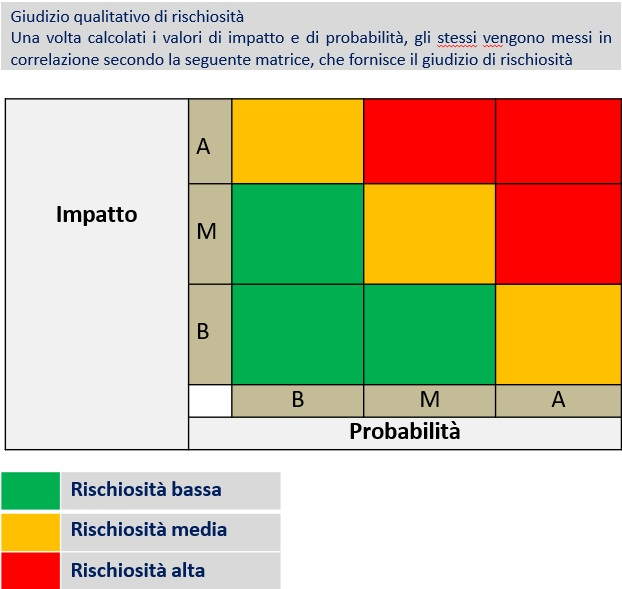 Giudizio qualitativo di rischiosità
Una volta calcolati i valori di impatto e di probabilità, gli stessi vengono messi in
correlazione secondo la seguente matrice, che fornisce il giudizio di rischiosità
A
Impatto
M
B
B M A
Probabilità
Rischiosità bassa
Rischiosità media
Rischiosità alta